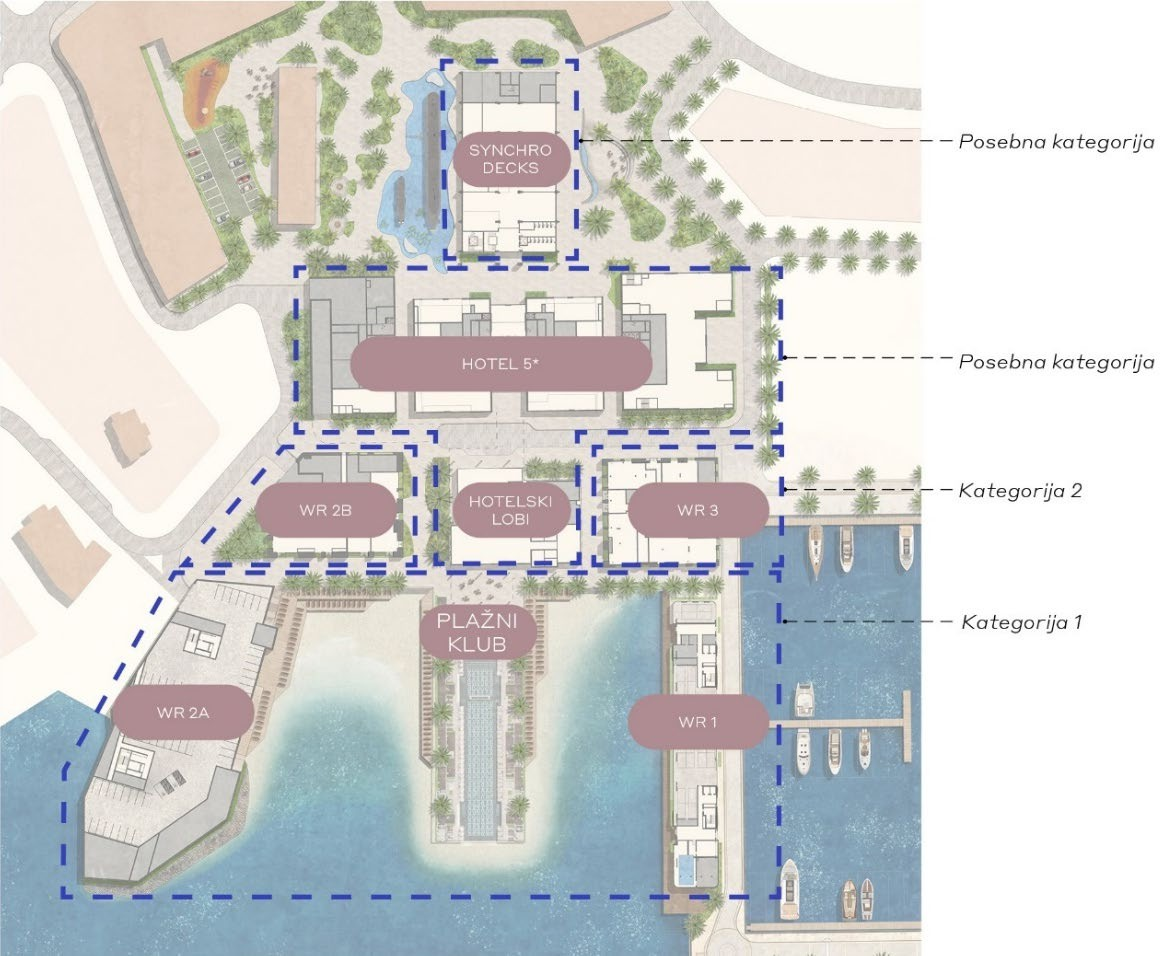 SYNCHRO
DECKS
Posebna kategorija
HOTEL 5*
Posebna kategorija
WR 2B
HOTELSKI
LOBI
WR 3
Kategorija 2
PLAŽNI
KLUB
Kategorija 1
WR 2A
WR 1